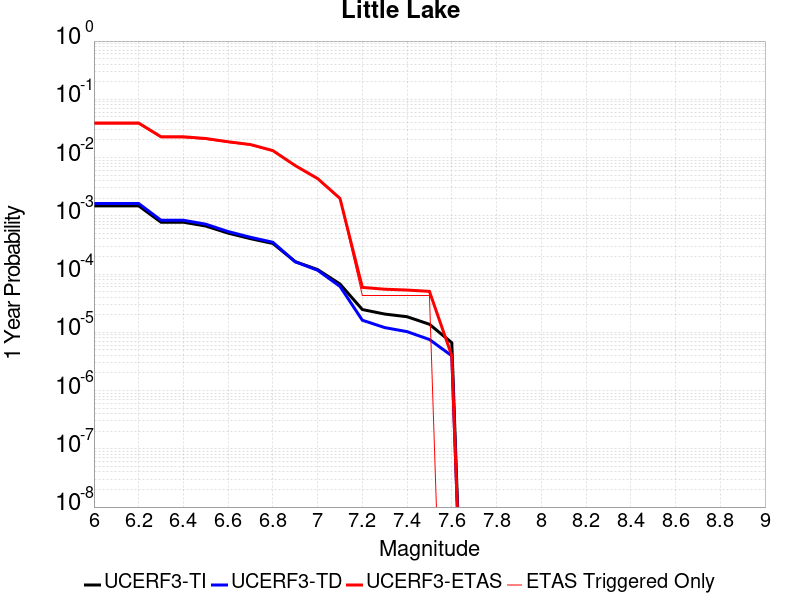 Little Lake
1 Year Probability
10^0
10^-1
10^-2
10^-3
10^-4
10^-5
10^-6
10^-7
10^-8
6 6.2 6.4 6.6 6.8 7 7.2 7.4 7.6 7.8 8 8.2 8.4 8.6 8.8 9
Magnitude
UCERF3-TI UCERF3-TD UCERF3-ETAS ETAS Triggered Only